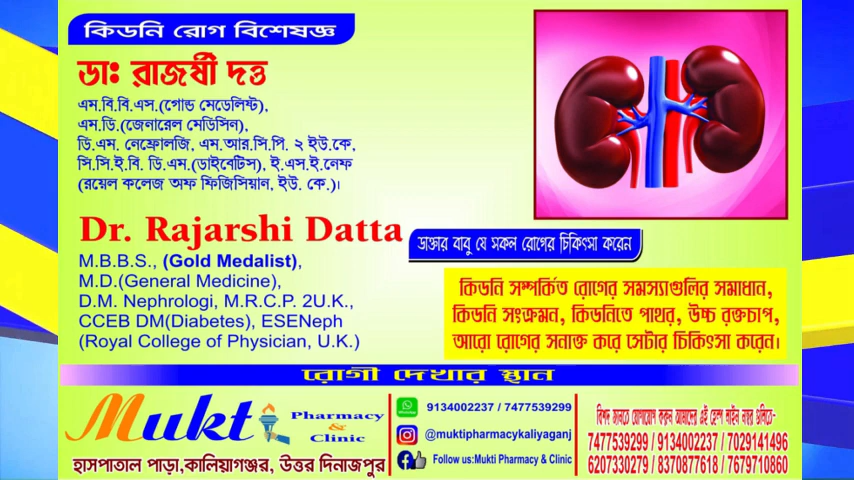 কিডনি রোগ বিশেষজ্ঞ
ডাঃ রাজর্ষী দত্ত
এম.বি.বি.এস.(গোল্ড মেডেলিস্ট),
এম.ডি.(জেনারেল মেডিসিন),
ডি.এম. নেফ্রোলজি, এম.আর.সি.পি. ২ ইউ.কে,
সি.সি.ই.বি. ডি.এম.(ডাইবেটিস), ই.এস.ই.নেফ
(রয়েল কলেজ অফ ফিজিসিয়ান, ইউ. কে.)।
Dr. Rajarshi Datta
M.B.B.S., (Gold Medalist),
M.D.(General Medicine),
D.M. Nephrologi, M.R.C.P. 2U.K.,
CCEB DM(Diabetes), ESENeph
(Royal College of Physician, U.K.)
ডাক্তার বাবু যে সকল রোগের চিকিৎসা করেন
কিডনি সম্পর্কিত রোগের সমস্যাগুলির সমাধান,
কিডনি সংক্রমন, কিডনিতে পাথর, উচ্চ রক্তচাপ,
আরো রোগের সনাক্ত করে সেটার চিকিৎসা করেন।
রোগী দেখার স্থান
Mukti Pharmacy
&
Clinic
হাসপাতাল পাড়া,কালিয়াগঞ্জর, উত্তর দিনাজপুর
9134002237 / 7477539299
@muktipharmacykaliyaganj
Follow us:Mukti Pharmacy & Clinic
বিশদ জানতে যোগাযোগ করুন আমাদের এই হেল্প লাইন নম্বর গুলিতে-
7477539299 / 9134002237 / 7029141496
6207330279 / 8370877618 / 7679710860